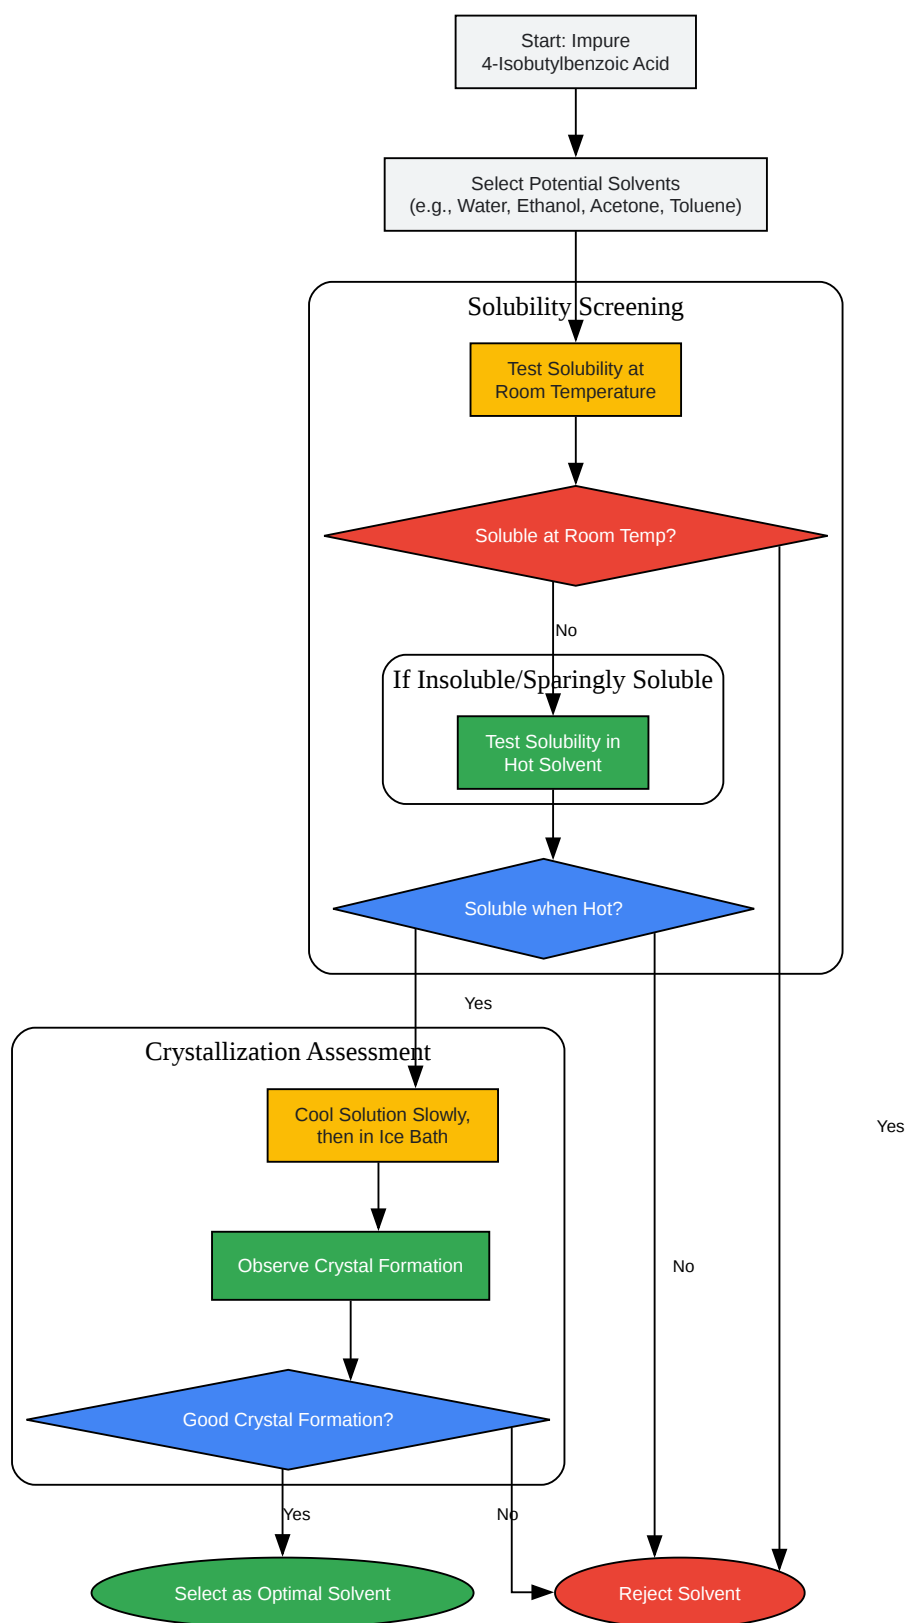 Start: Impure
4-Isobutylbenzoic Acid
Select Potential Solvents
(e.g., Water, Ethanol, Acetone, Toluene)
Solubility Screening
Test Solubility at
Room Temperature
Soluble at Room Temp?
No
If Insoluble/Sparingly Soluble
Test Solubility in
Hot Solvent
Soluble when Hot?
Yes
Crystallization Assessment
Cool Solution Slowly,
then in Ice Bath
Yes
Observe Crystal Formation
No
Good Crystal Formation?
Yes
No
Select as Optimal Solvent
Reject Solvent